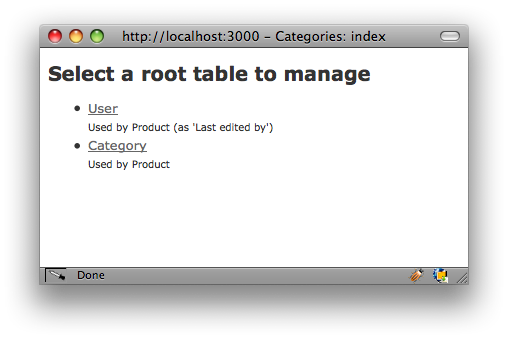 http://localhost:3000 – Categories: index
Select a root table to manage
• User
Used by Product (as 'Last edited by')
• Category
Used by Product
Done